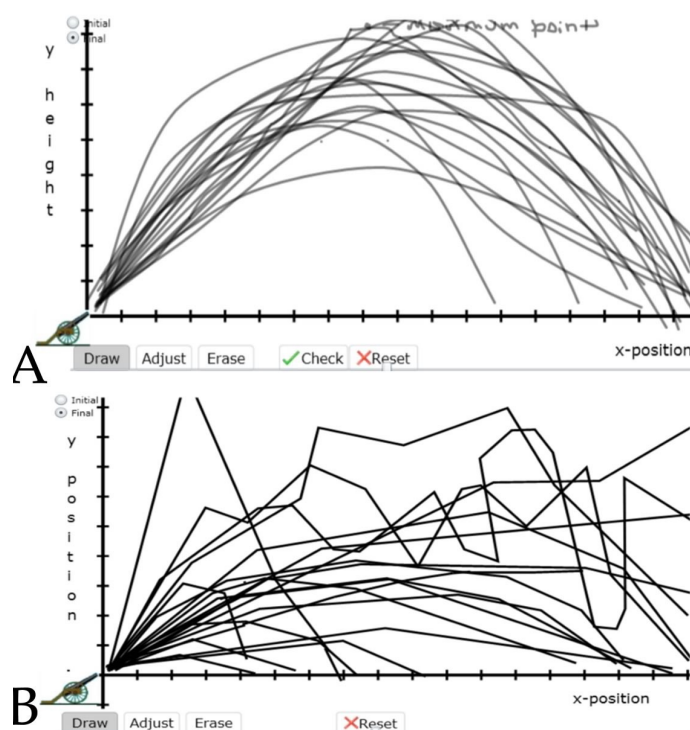 Initial
Final
maximum point
y
h
e
i
g
h
t
x-position
A
Draw Adjust Erase Check Reset
Initial
Final
y
p
o
s
i
t
i
o
n
x-position
B
Draw Adjust Erase Reset